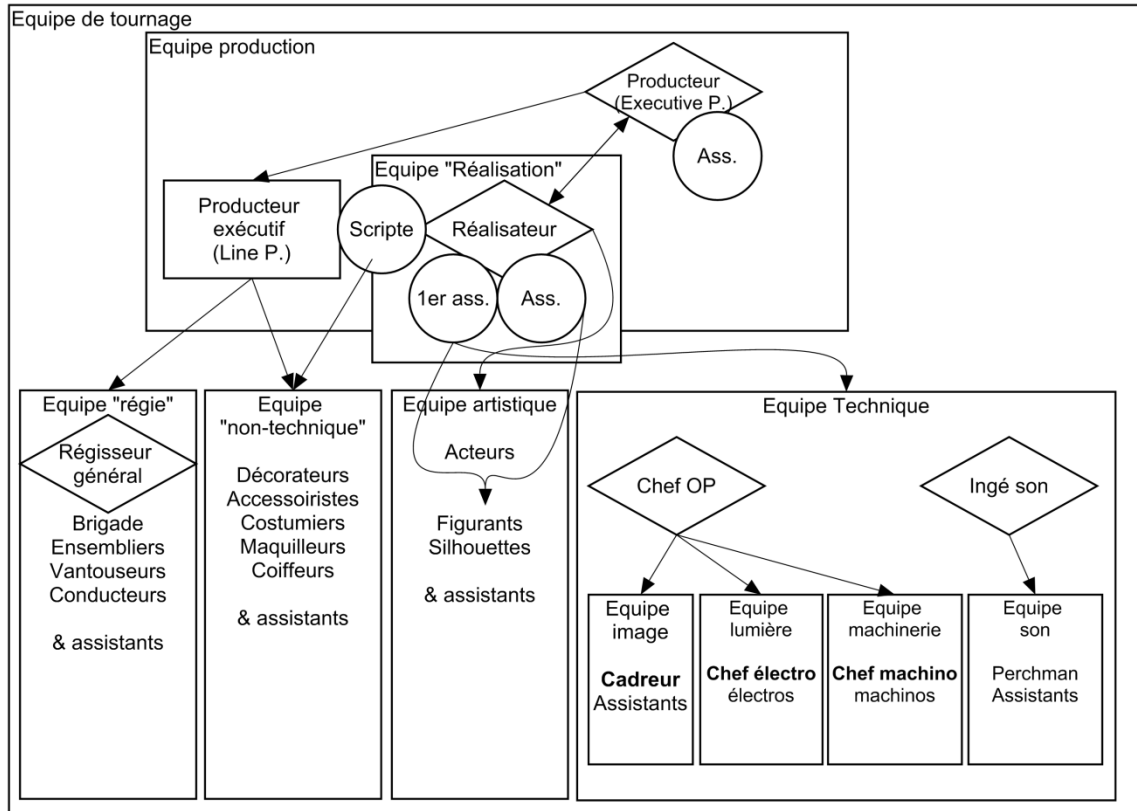 Equipe de tournage
Equipe production
Producteur
(Executive P.)
Ass.
Equipe "Réalisation"
Producteur
exécutif
(Line P.)
Scripte
Réalisateur
1er ass.
Ass.
Equipe "régie"
Régisseur
général
Brigade
Ensembliers
Vantouseurs
Conducteurs
& assistants
Equipe
"non-technique"
Décorateurs
Accessoiristes
Costumiers
Maquilleurs
Coiffeurs
& assistants
Equipe artistique
Acteurs
Figurants
Silhouettes
& assistants
Equipe Technique
Chef OP
Ingé son
Equipe
image
Cadreur
Assistants
Equipe
lumière
Chef électro
électros
Equipe
machinerie
Chef machino
machinos
Equipe
son
Perchman
Assistants